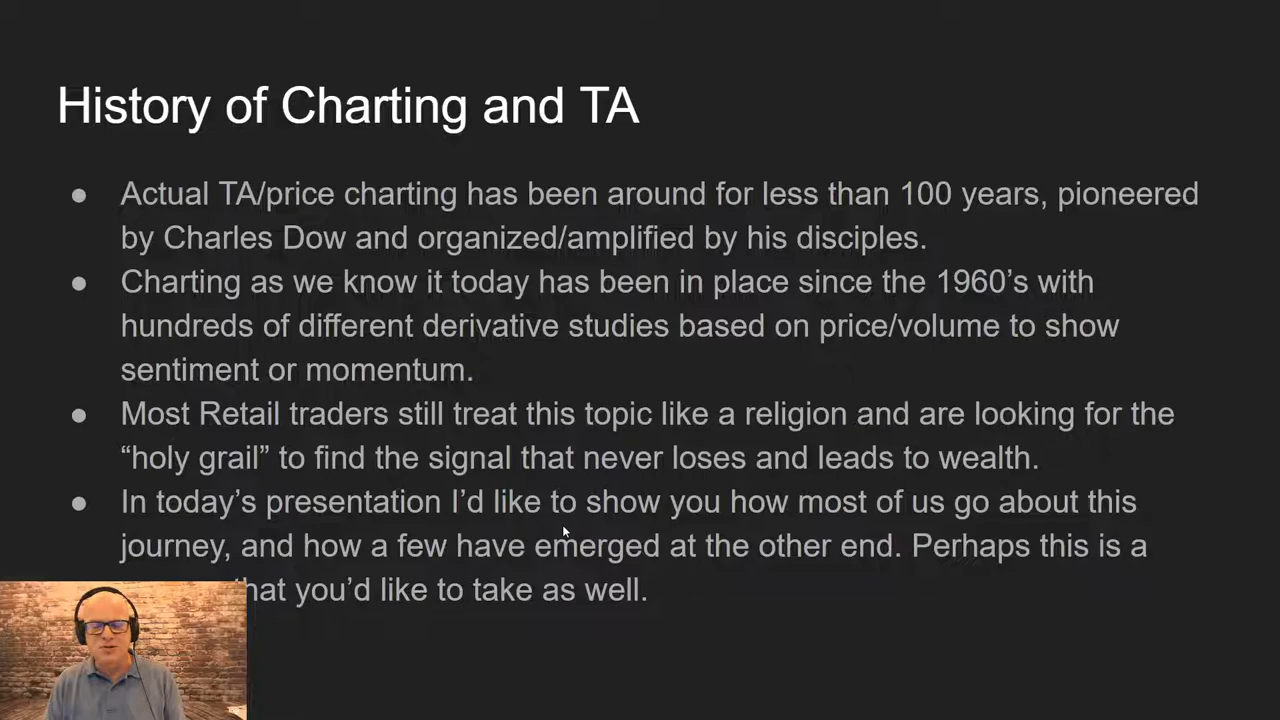 History of Charting and TA
● Actual TA/price charting has been around for less than 100 years, pioneered
by Charles Dow and organized/amplified by his disciples.
● Charting as we know it today has been in place since the 1960’s with
hundreds of different derivative studies based on price/volume to show
sentiment or momentum.
● Most Retail traders still treat this topic like a religion and are looking for the
“holy grail” to find the signal that never loses and leads to wealth.
● In today’s presentation I’d like to show you how most of us go about this
journey, and how a few have emerged at the other end. Perhaps this is a
that you’d like to take as well.